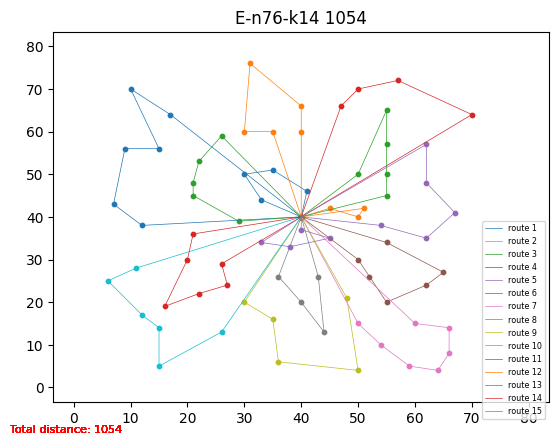 E-n76-k14 1054
80
70
60
50
40
30
20
10
0
0 10 20 30 40 50 60 70 80
route 1
route 2
route 3
route 4
route 5
route 6
route 7
route 8
route 9
route 10
route 11
route 12
route 13
route 14
route 15
Total distance: 1054